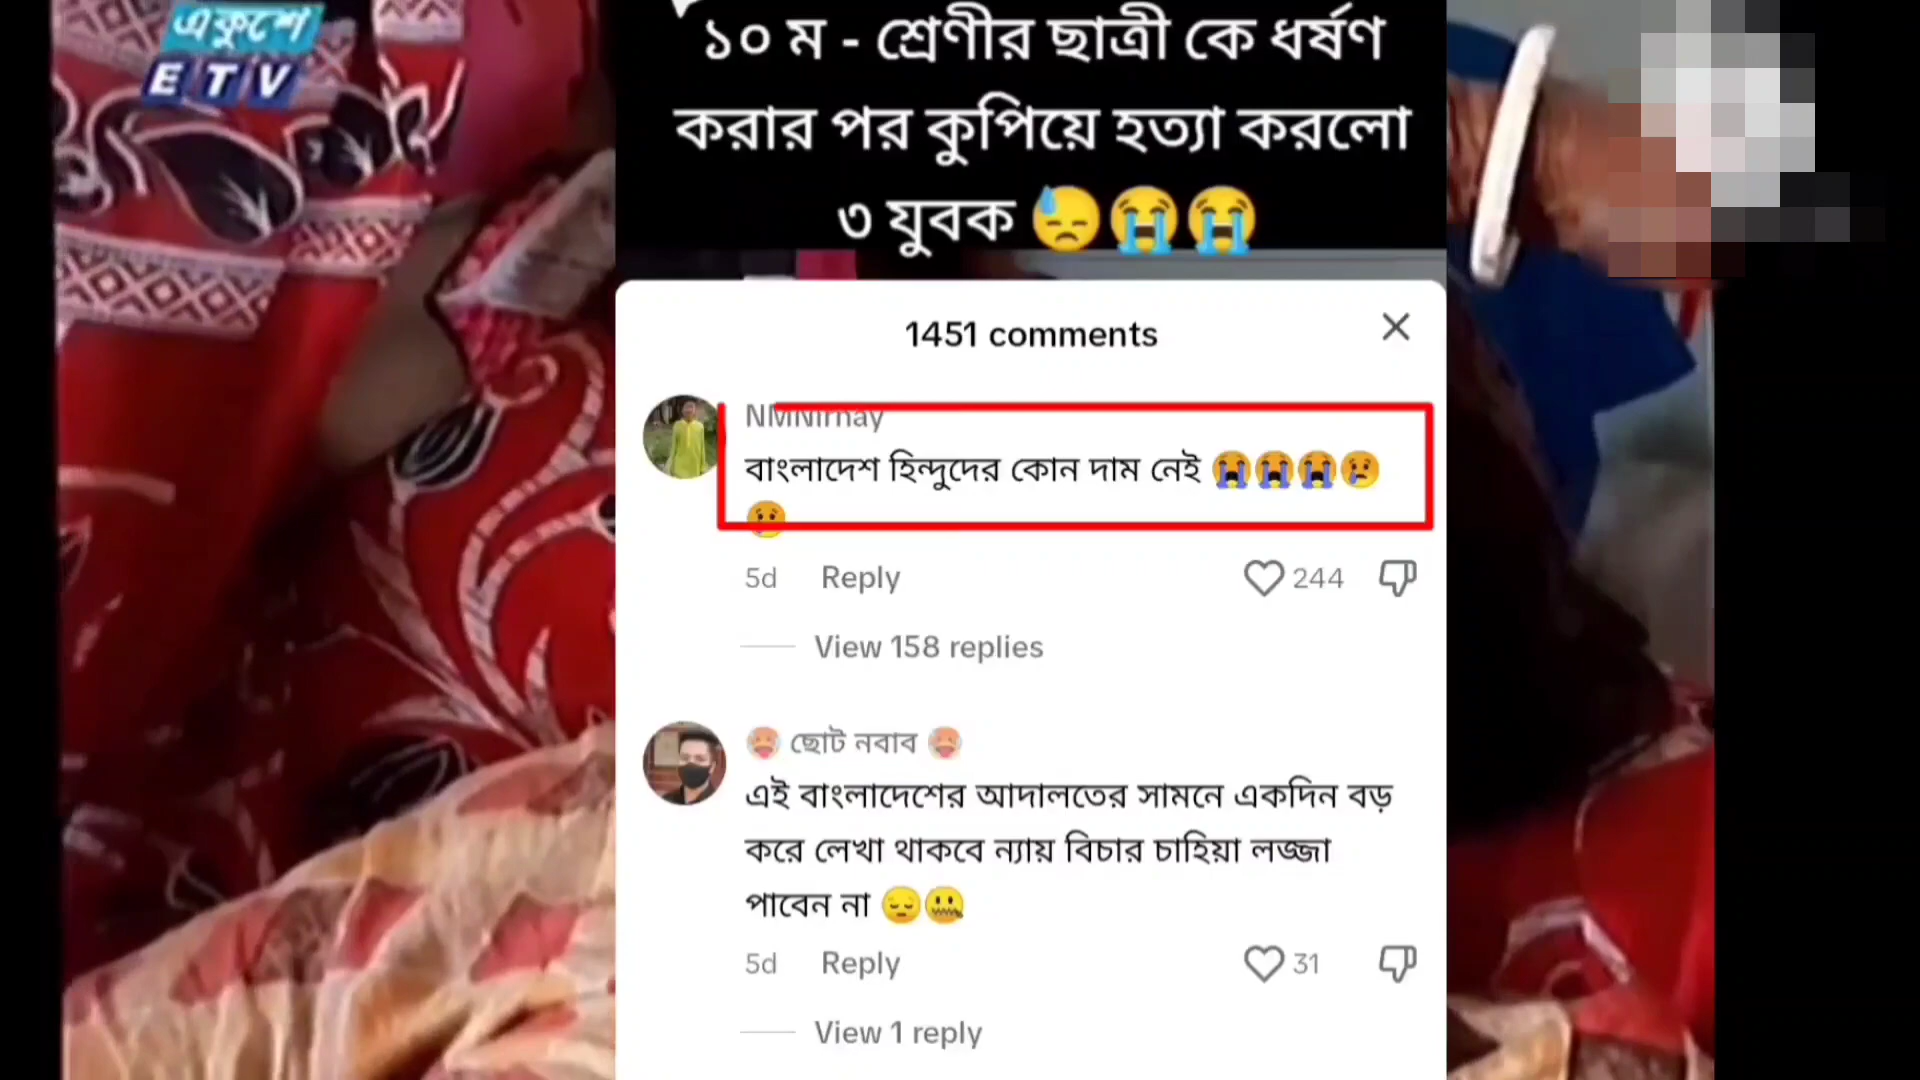 একুশে
ETV
১০ ম - শ্রেণীর ছাত্রী কে ধর্ষণ
করার পর কুপিয়ে হত্যা করলো
৩ যুবক 😓😭😭
1451 comments
NMNirnay
বাংলাদেশ হিন্দুদের কোন দাম নেই 😭😭😭😢
😢
5d Reply 244
View 158 replies
🥵 ছোট নবাব 🥵
এই বাংলাদেশের আদালতের সামনে একদিন বড়
করে লেখা থাকবে ন্যায় বিচার চাহিয়া লজ্জা
পাবেন না 😔🤐
5d Reply 31
View 1 reply